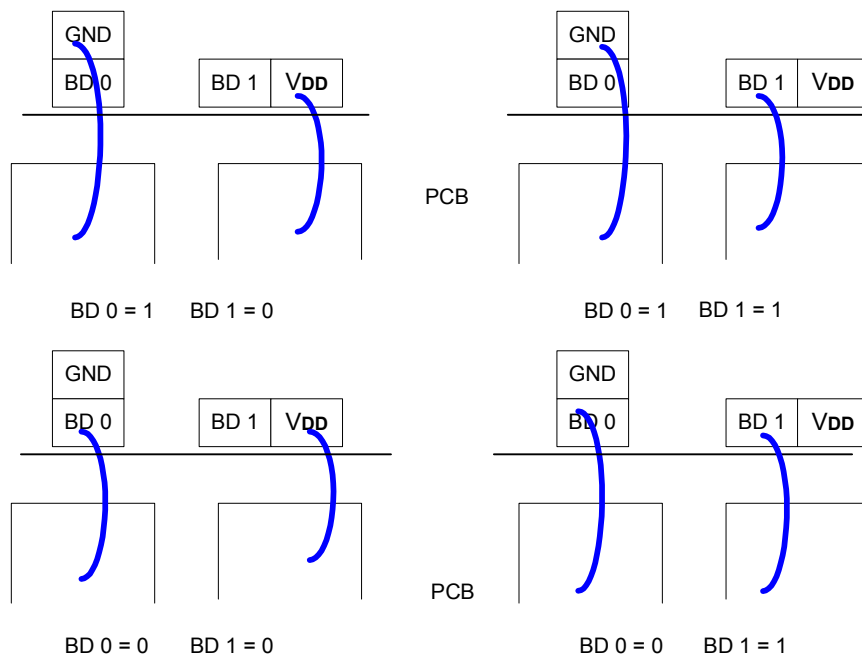 GND GND
BD 0 BD 1 VDD BD 0 BD 1 VDD
PCB
BD 0 = 1 BD 1 = 0 BD 0 = 1 BD 1 = 1
GND GND
BD 0 BD 1 VDD BD 0 BD 1 VDD
PCB
BD 0 = 0 BD 1 = 0 BD 0 = 0 BD 1 = 1